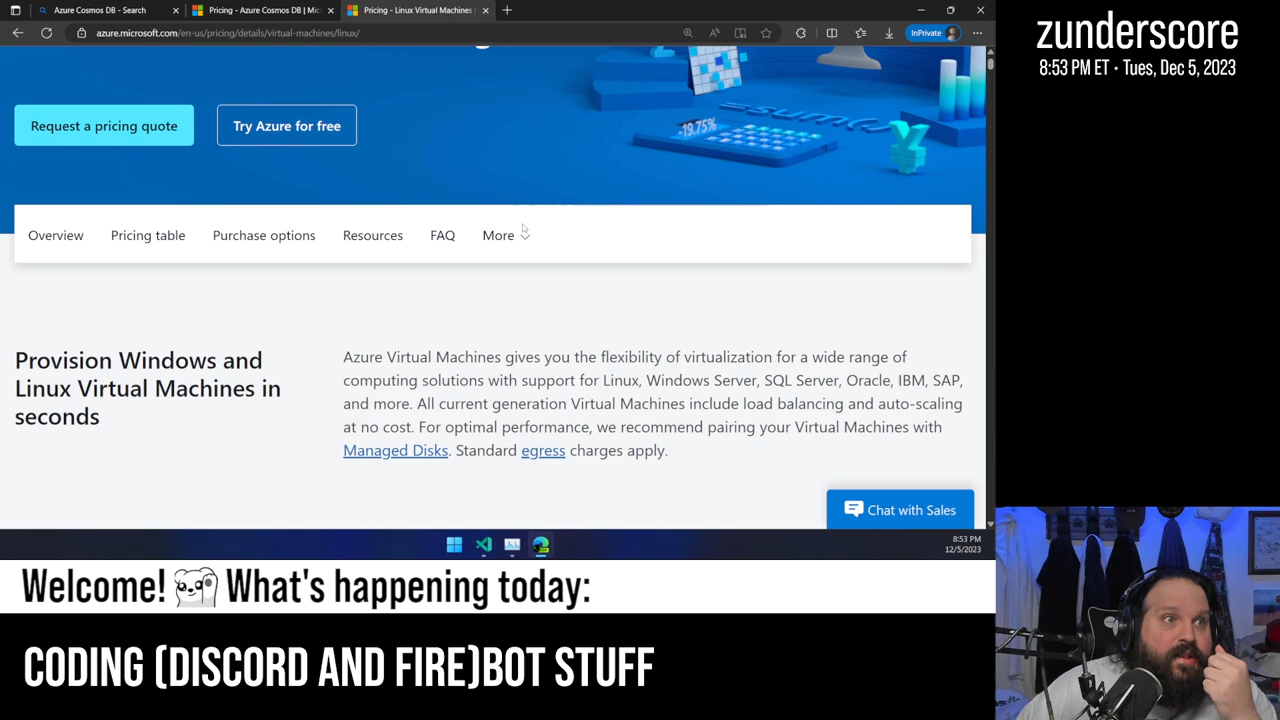 Azure Cosmos DB - Search
Pricing - Azure Cosmos DB | Mic
Pricing - Linux Virtual Machines
azure.microsoft.com/en-us/pricing/details/virtual-machines/linux/
InPrivate
zunderscore
8:53 PM ET · Tues, Dec 5, 2023
=sum(
-19.75%
Request a pricing quote
Try Azure for free
Overview
Pricing table
Purchase options
Resources
FAQ
More
Provision Windows and
Linux Virtual Machines in
seconds
Azure Virtual Machines gives you the flexibility of virtualization for a wide range of
computing solutions with support for Linux, Windows Server, SQL Server, Oracle, IBM, SAP,
and more. All current generation Virtual Machines include load balancing and auto-scaling
at no cost. For optimal performance, we recommend pairing your Virtual Machines with
Managed Disks. Standard egress charges apply.
Chat with Sales
8:53 PM
12/5/2023
Welcome! What's happening today:
CODING (DISCORD AND FIRE)BOT STUFF